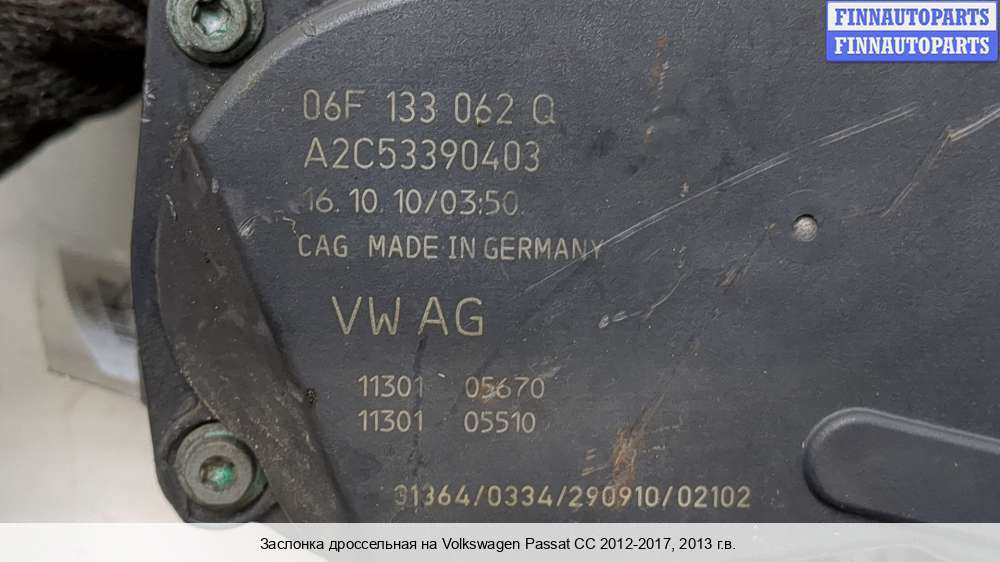 FINNAUTOPARTS
FINNAUTOPARTS
06F 133 062 Q
A2C53390403
16. 10. 10/03:50
CAG MADE IN GERMANY
VW AG
11301 05670
11301 05510
31364/0334/290910/02102
Заслонка дроссельная на Volkswagen Passat CC 2012-2017, 2013 г.в.